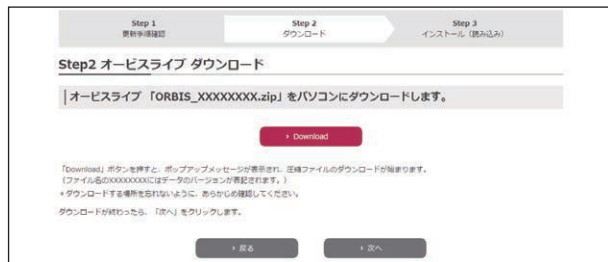 Step 1
更新手順確認
Step 2
ダウンロード
Step 3
インストール（読み込み）
Step2 オービスライブ ダウンロード
オービスライブ 「ORBIS_XXXXXXXX.zip」をパソコンにダウンロードします。
Download
「Download」ボタンを押すと、ポップアップメッセージが表示され、圧縮ファイルのダウンロードが始まります。
(ファイル名のXXXXXXXXにはデータのバージョンが表記されます。)
*ダウンロードする場所を忘れないように、あらかじめ確認してください。
ダウンロードが終わったら、「次へ」をクリックします。
戻る
次へ